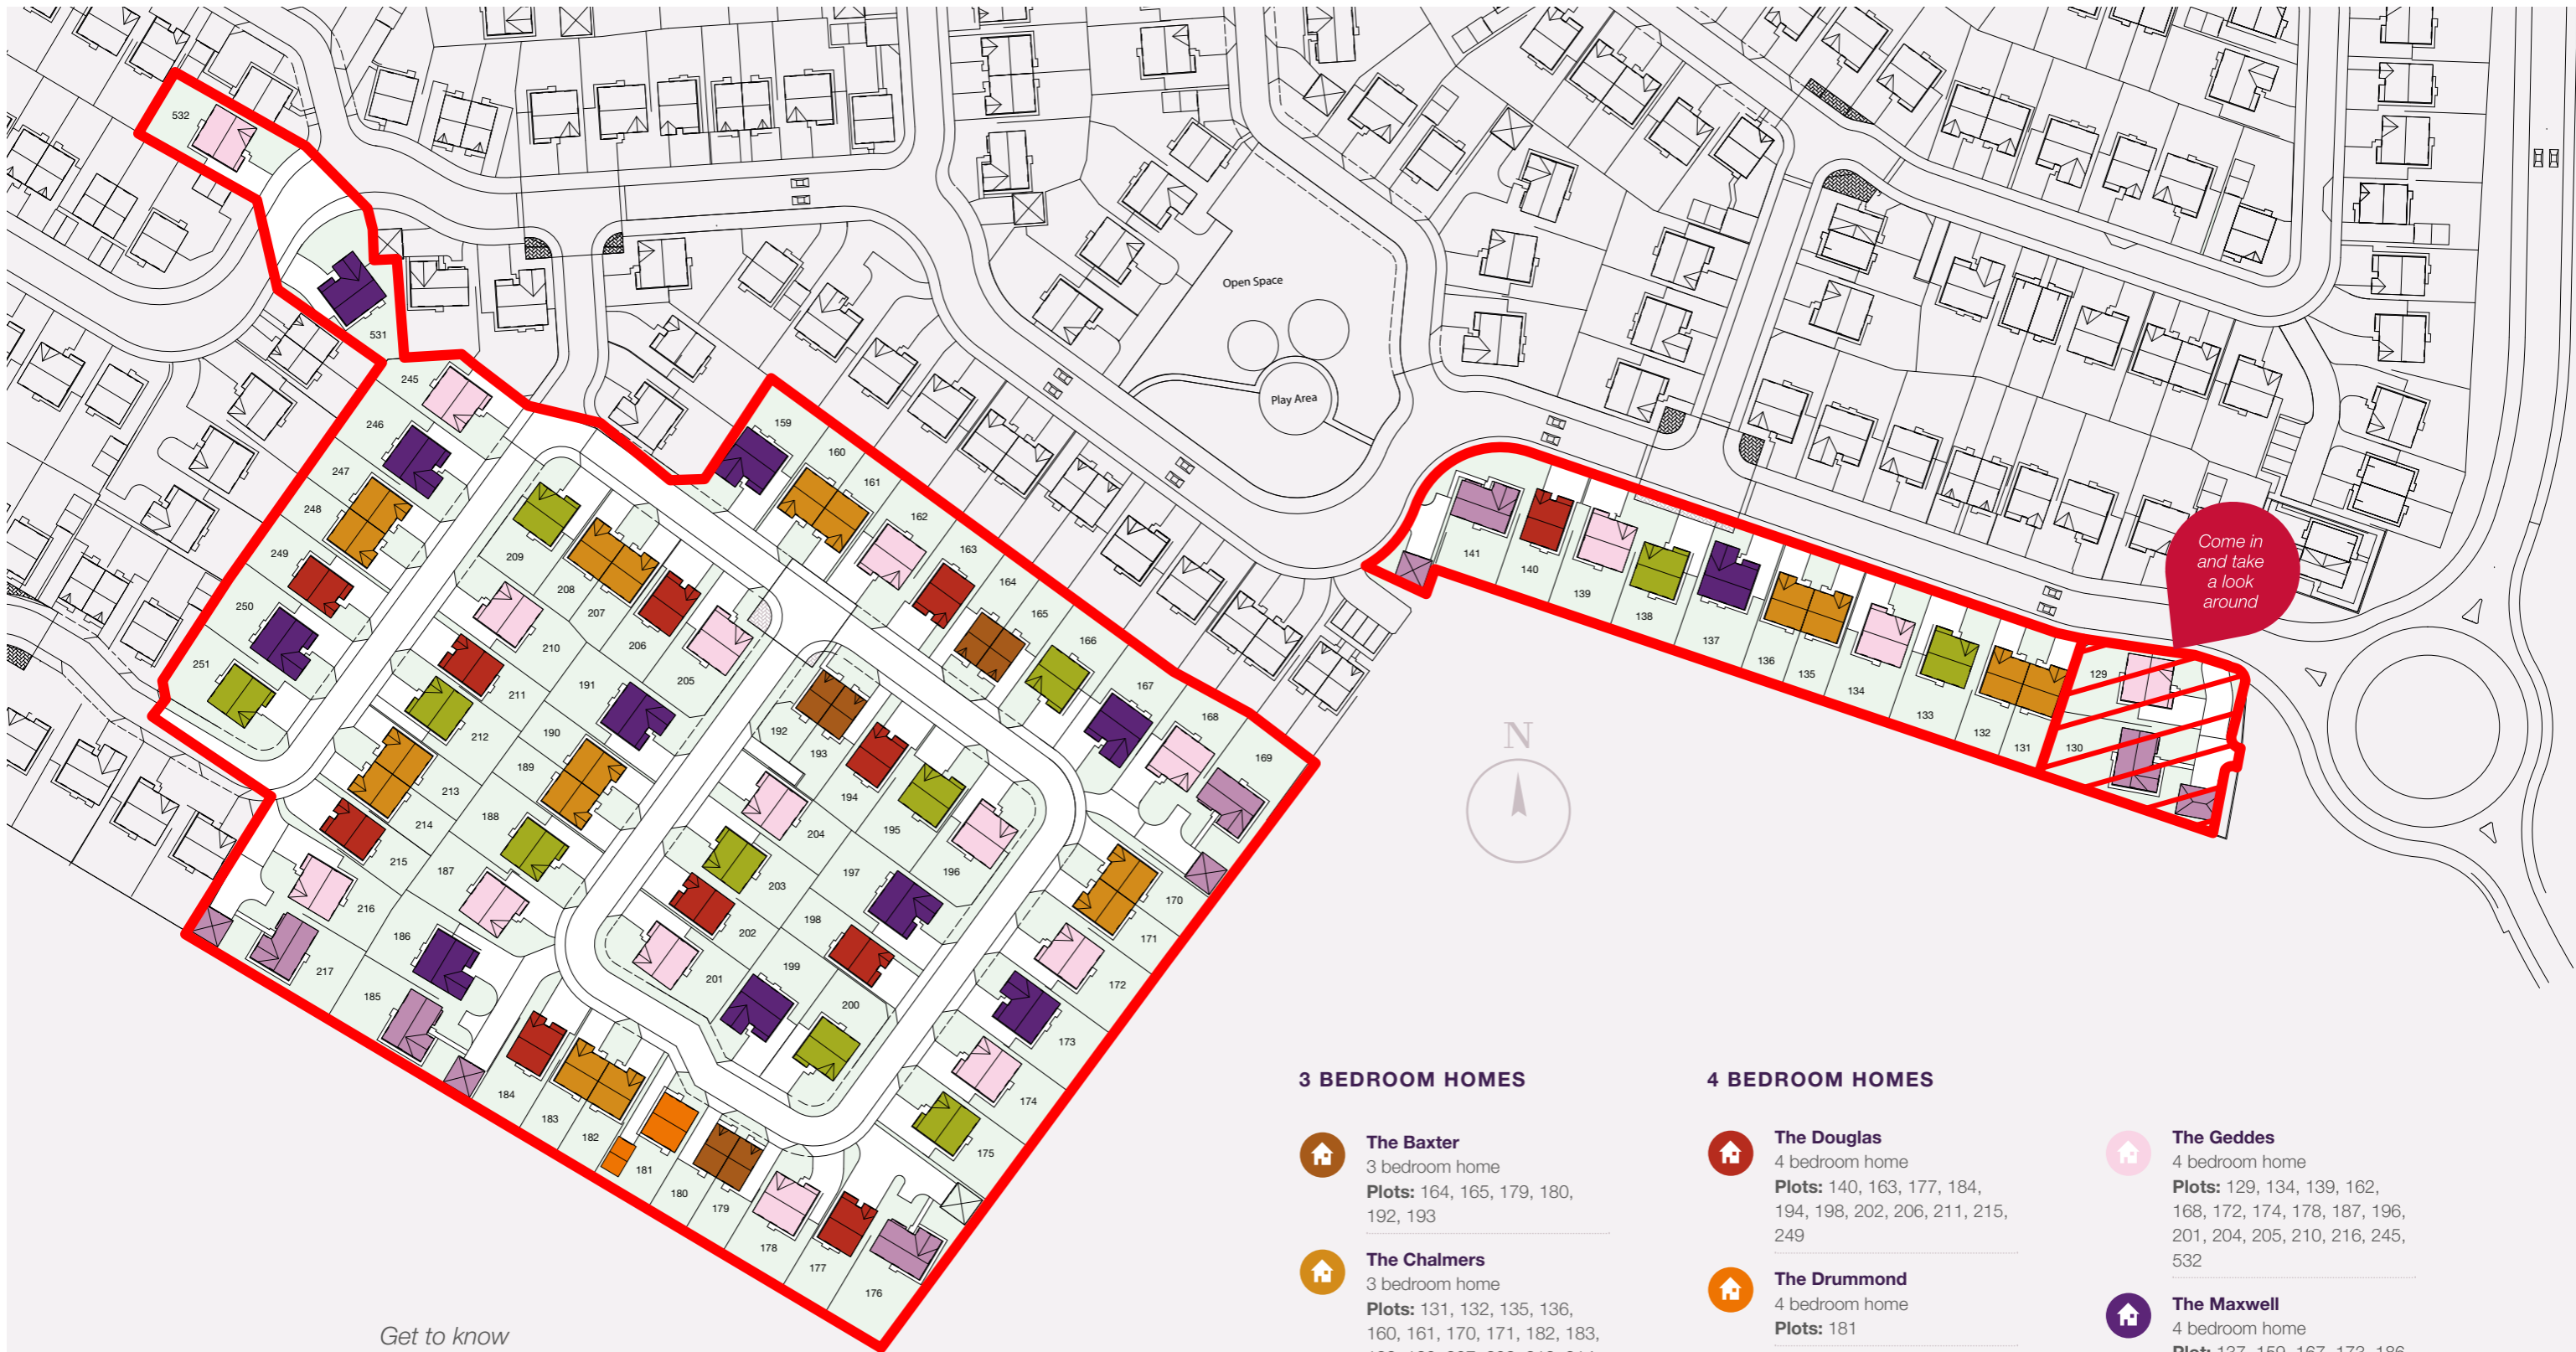 532
531
245
246
247
248
249
250
251
209
208
207
206
205
210
211
212
213
214
215
216
217
191
190
189
188
187
186
185
184
183
182
181
180
179
178
177
176
192
193
194
195
196
204
203
202
201
197
198
199
200
159
160
161
162
163
164
165
166
167
168
169
170
171
172
173
174
175
Open Space
Play Area
141
140
139
138
137
136
135
134
133
132
131
129
130
Come in
and take
a look
around
N
Get to know
3 BEDROOM HOMES
The Baxter
3 bedroom home
Plots: 164, 165, 179, 180,
192, 193
The Chalmers
3 bedroom home
Plots: 131, 132, 135, 136,
160, 161, 170, 171, 182, 183,
4 BEDROOM HOMES
The Douglas
4 bedroom home
Plots: 140, 163, 177, 184,
194, 198, 202, 206, 211, 215,
249
The Drummond
4 bedroom home
Plots: 181
The Geddes
4 bedroom home
Plots: 129, 134, 139, 162,
168, 172, 174, 178, 187, 196,
201, 204, 205, 210, 216, 245,
532
The Maxwell
4 bedroom home
Plot: 137, 159, 167, 173, 186